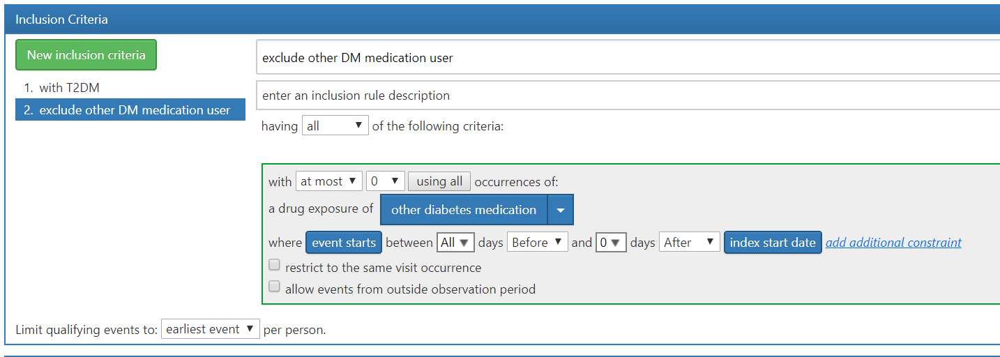 Inclusion Criteria
New inclusion criteria
exclude other DM medication user
1. with T2DM
2. exclude other DM medication user
enter an inclusion rule description
having all of the following criteria:
with at most 0 using all occurrences of:
a drug exposure of other diabetes medication
where event starts between All days Before and 0 days After index start date add additional constraint
restrict to the same visit occurrence
allow events from outside observation period
Limit qualifying events to: earliest event per person.